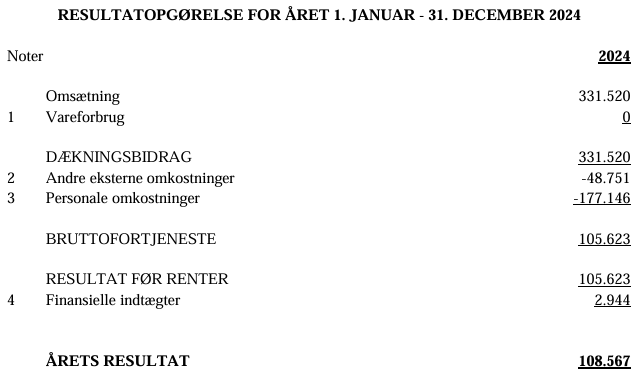 RESULTATOPGØRELSE FOR ÅRET 1. JANUAR - 31. DECEMBER 2024
Noter 2024
Omsætning 331.520
1 Vareforbrug 0
DÆKNINGSBIDRAG 331.520
2 Andre eksterne omkostninger -48.751
3 Personale omkostninger -177.146
BRUTTOFORTJENESTE 105.623
RESULTAT FØR RENTER 105.623
4 Finansielle indtægter 2.944
ÅRETS RESULTAT 108.567